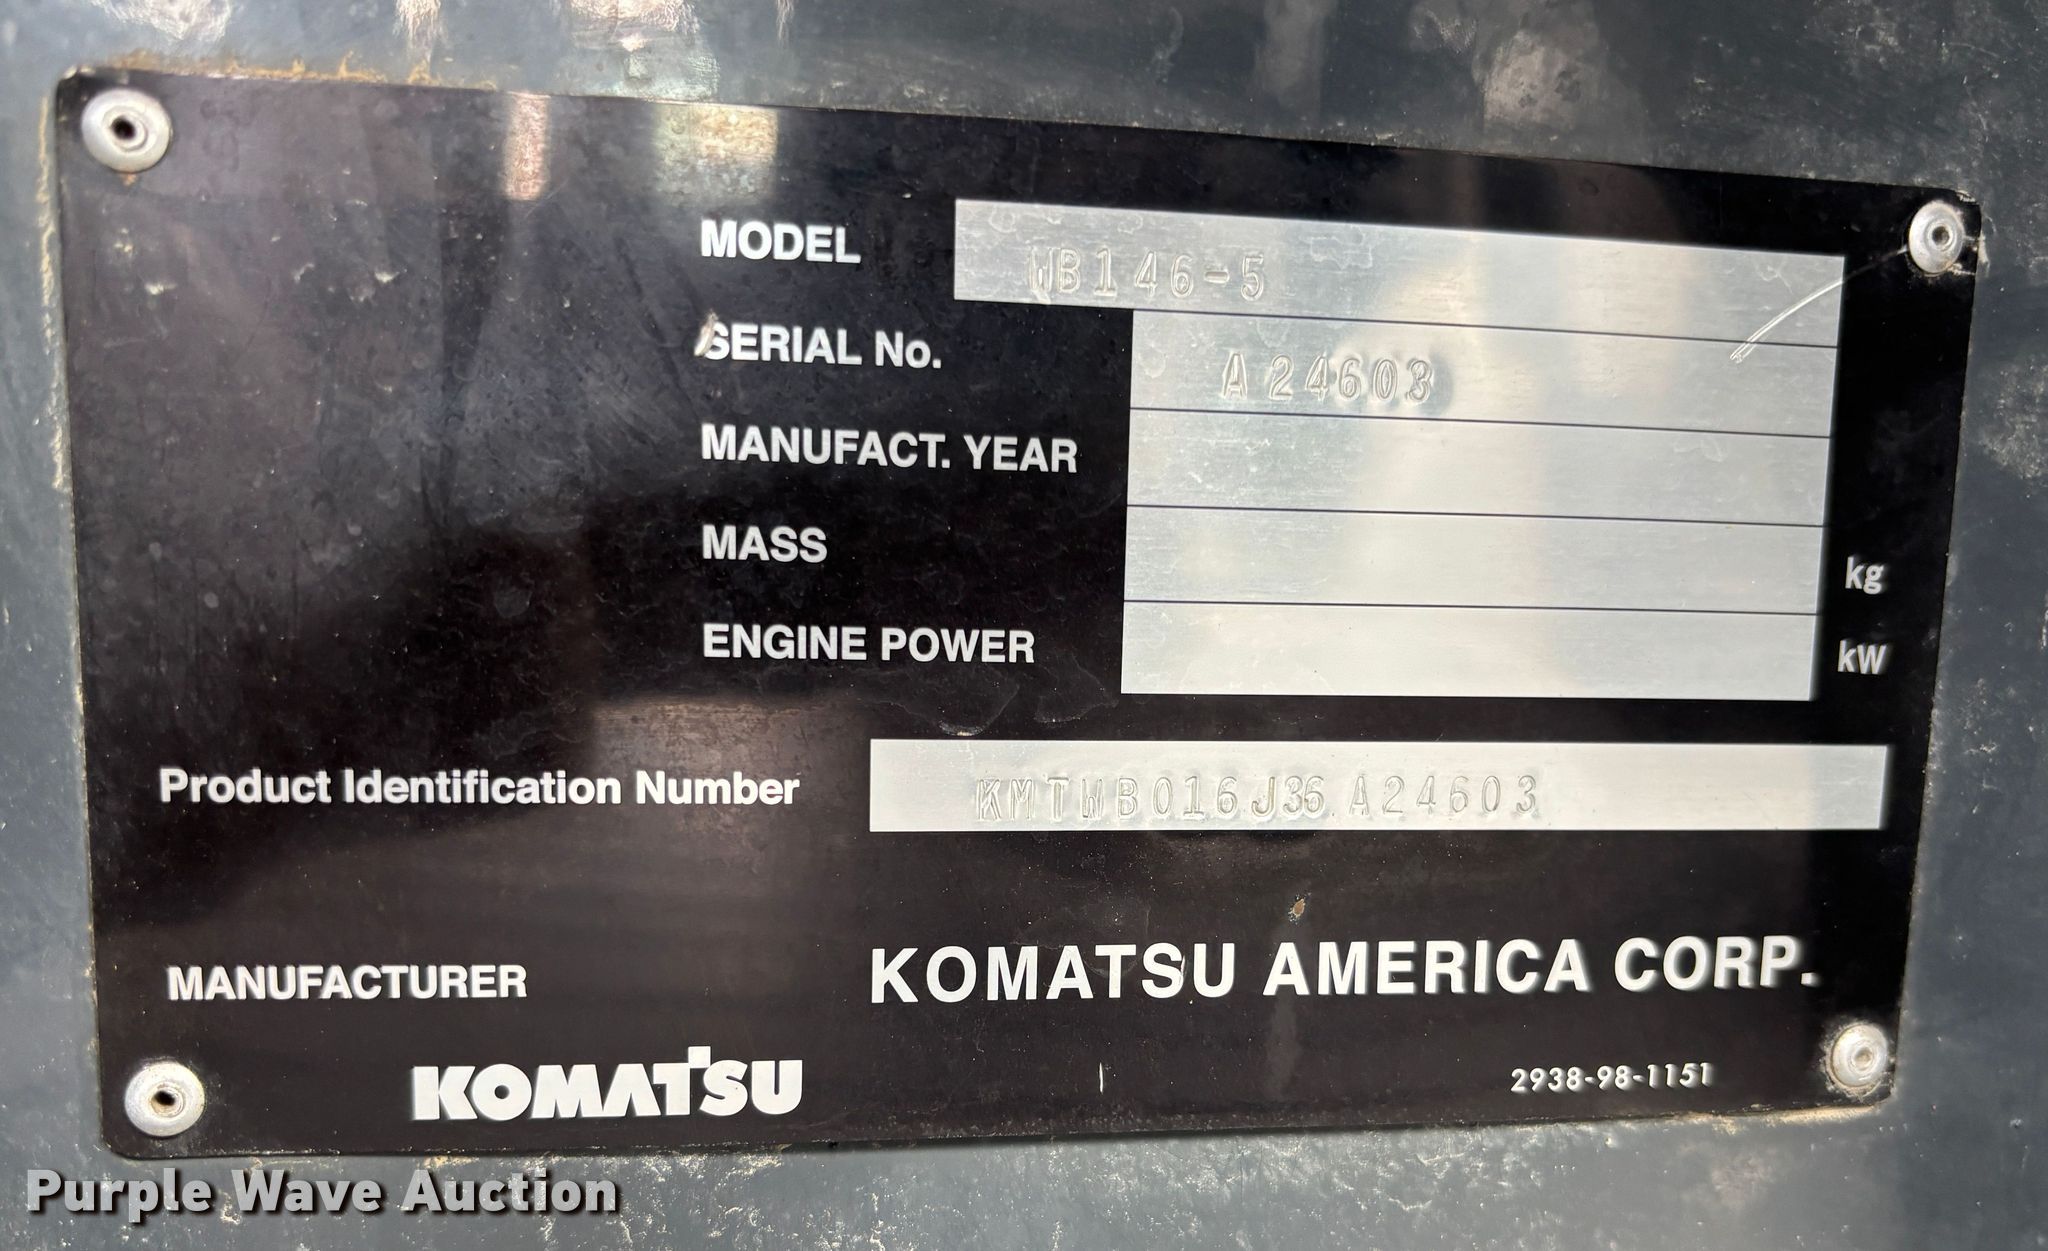 MODEL WB146-5
SERIAL No. A24603
MANUFACT. YEAR
MASS kg
ENGINE POWER kW
Product Identification Number KMTWB016J36A24603
MANUFACTURER KOMATSU AMERICA CORP.
KOMATSU 2938-98-1151
Purple Wave Auction